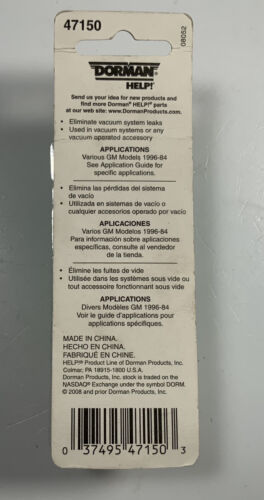 47150
08052
DORMAN®
HELP!®
Send us your idea for new products and
find more Dorman® HELP!® parts
at our web site: www.DormanProducts.com.
• Eliminate vacuum system leaks
• Used in vacuum systems or any
vacuum operated accessory
APPLICATIONS
Various GM Models 1996-84
See Application Guide for
specific applications.
• Elimina las pérdidas del sistema
de vacío
• Utilizada en sistemas de vacío o
cualquier accesorios operado por vacío
APLICACIONES
Varios GM Modelos 1996-84
Para información sobre aplicaciones
específicas, consulte al vendedor
de la tienda.
• Élimine les fuites de vide
• Utilisée dans les systèmes sous vide ou
tout accessoire fonctionnant sous vide
APPLICATIONS
Divers Modèles GM 1996-84
Voir le guide d'applications pour
applications spécifiques.
MADE IN CHINA.
HECHO EN CHINA.
FABRIQUÉ EN CHINE.
HELP!® Product Line of Dorman Products, Inc.
Colmar, PA 18915-1800 U.S.A.
Dorman Products, Inc. stock is traded on the
NASDAQ® Exchange under the symbol DORM.
© 2008 and prior Dorman Products, Inc.
0 37495 47150 3